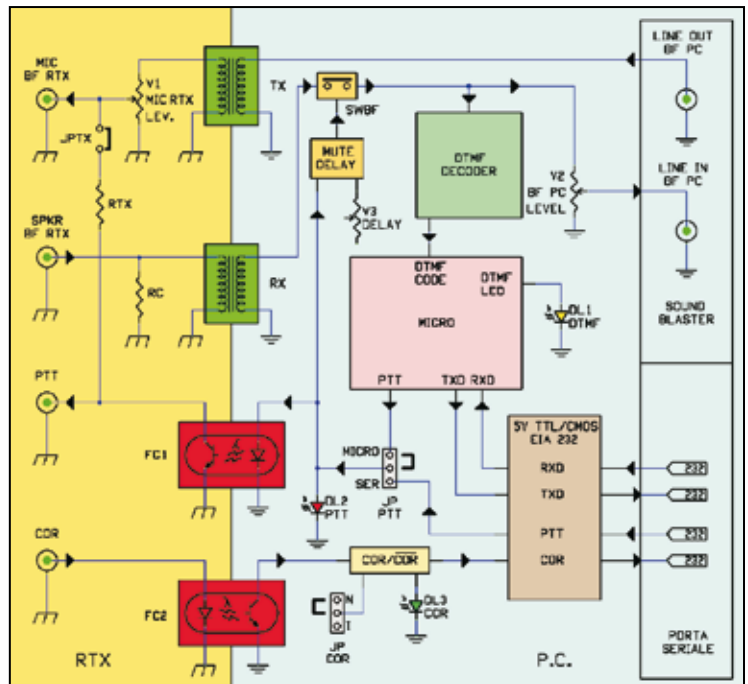 MIC
BF RTX
V1
MIC RTX
LEV.
TX
JPTX
RTX
SPKR
BF RTX
RC
RX
PTT
FC1
COR
FC2
RTX
SWBF
MUTE
DELAY
V3
DELAY
DTMF
DECODER
V2
BF PC
LEVEL
DTMF
CODE
DTMF
LED
MICRO
PTT
TXD RXD
DL1
DTMF
MICRO
SER
JP
PTT
DL2
PTT
5V TTL/CMOS
EIA 232
RXD
TXD
PTT
COR
COR/COR
N
I
JP
COR
DL3
COR
P.C.
LINE OUT
BF PC
LINE IN
BF PC
SOUND
BLASTER
232
232
232
232
PORTA
SERIALE